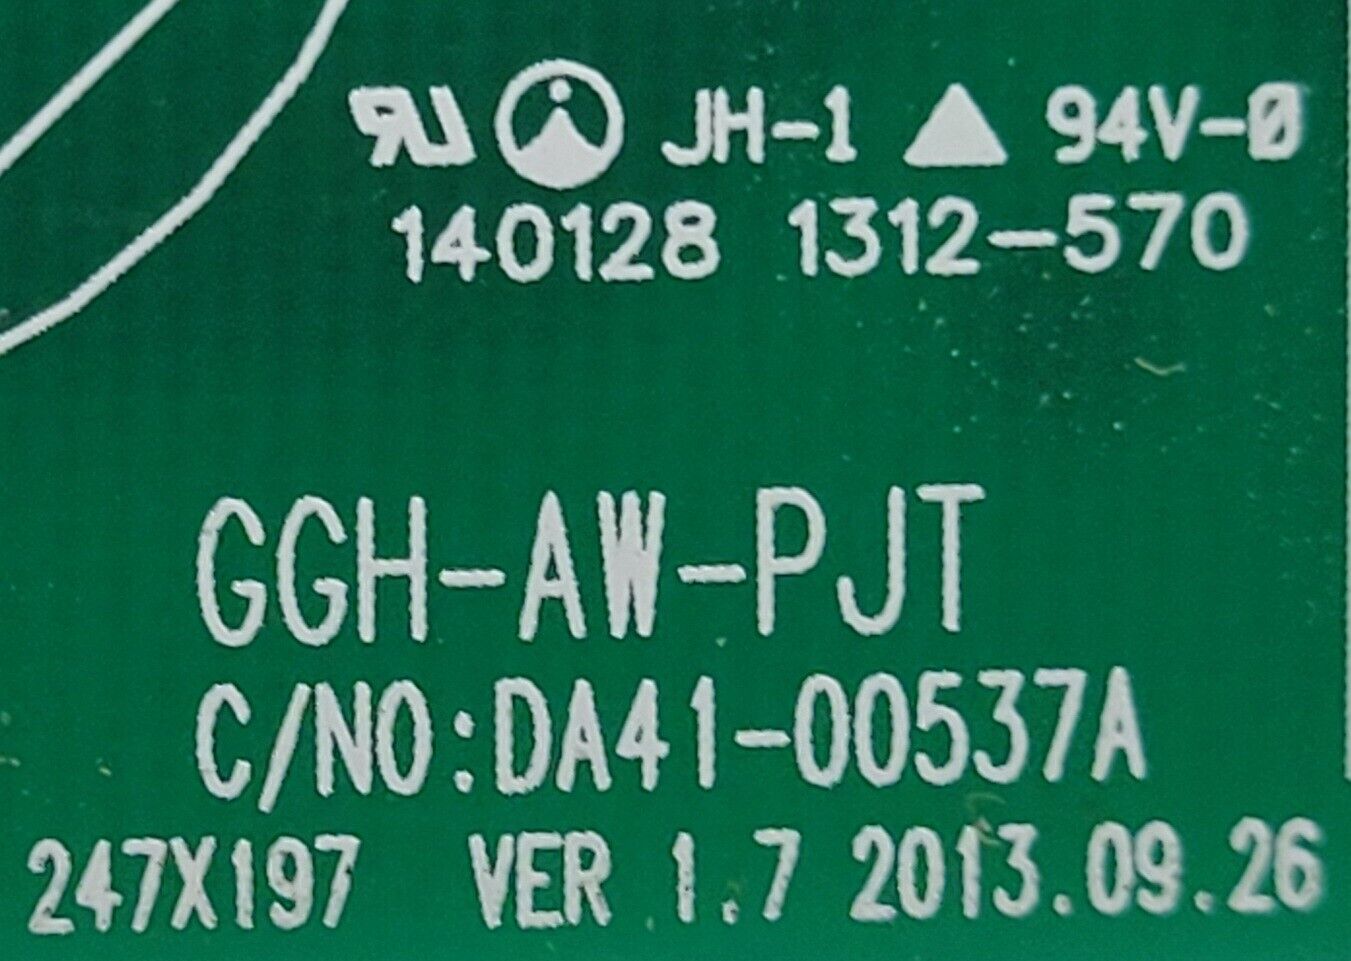 RU JH-1 ▲ 94V-0
140128 1312-570
GGH-AW-PJT
C/NO:DA41-00537A
247X197 VER 1.7 2013.09.26